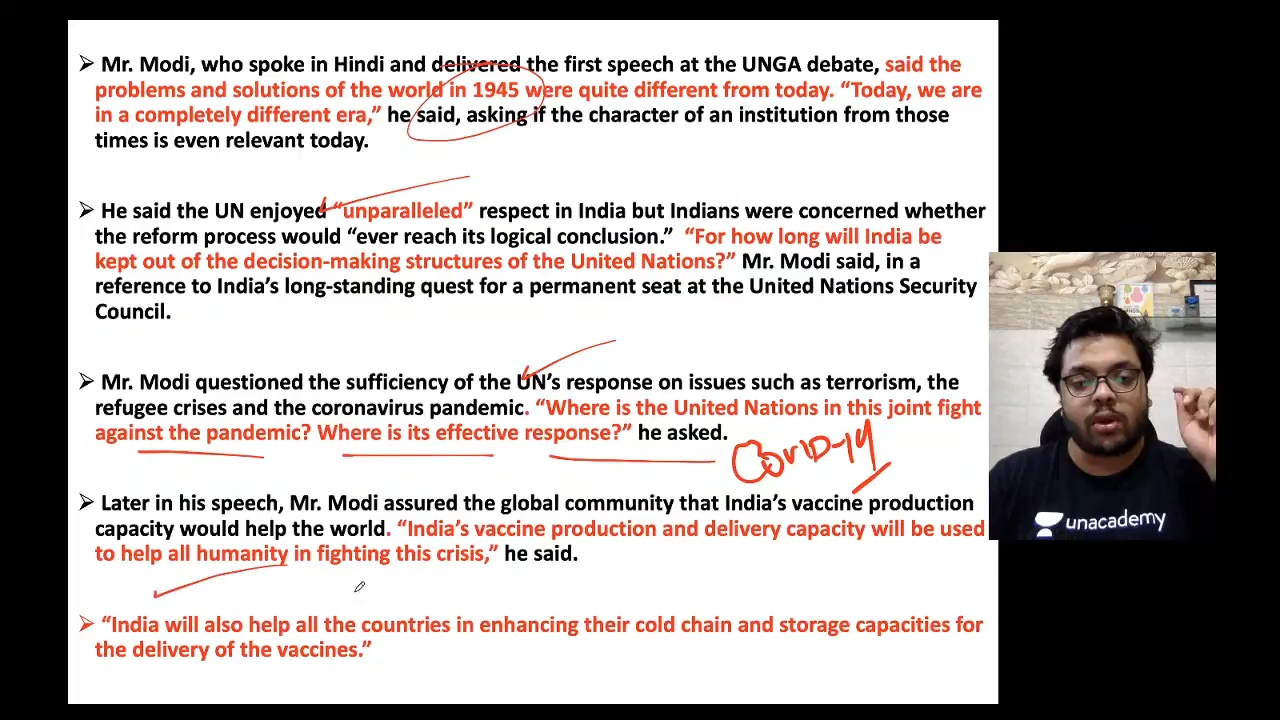 ➢ Mr. Modi, who spoke in Hindi and delivered the first speech at the UNGA debate, said the
problems and solutions of the world in 1945 were quite different from today. “Today, we are
in a completely different era,” he said, asking if the character of an institution from those
times is even relevant today.
➢ He said the UN enjoyed “unparalleled” respect in India but Indians were concerned whether
the reform process would “ever reach its logical conclusion.” “For how long will India be
kept out of the decision-making structures of the United Nations?” Mr. Modi said, in a
reference to India’s long-standing quest for a permanent seat at the United Nations Security
Council.
➢ Mr. Modi questioned the sufficiency of the UN’s response on issues such as terrorism, the
refugee crises and the coronavirus pandemic. “Where is the United Nations in this joint fight
against the pandemic? Where is its effective response?” he asked.
CovID-19
➢ Later in his speech, Mr. Modi assured the global community that India’s vaccine production
capacity would help the world. “India’s vaccine production and delivery capacity will be used
to help all humanity in fighting this crisis,” he said.
➢ “India will also help all the countries in enhancing their cold chain and storage capacities for
the delivery of the vaccines.”
unacademy